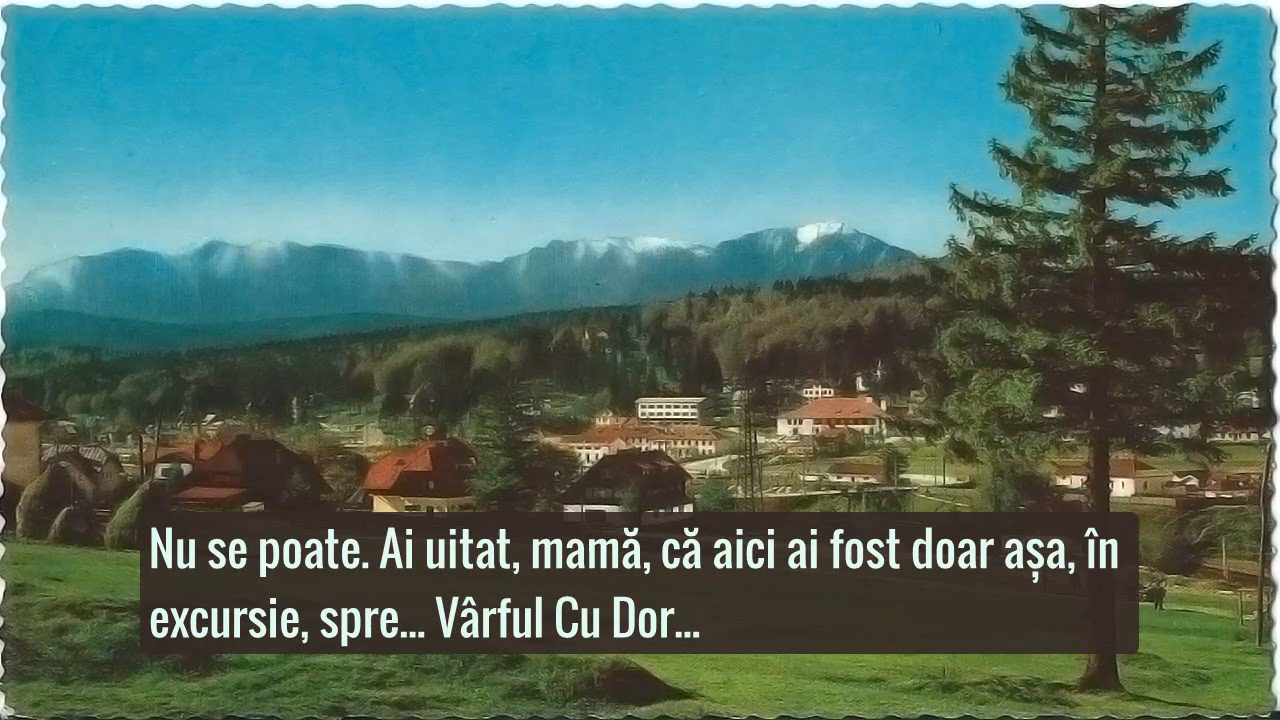 Nu se poate. Ai uitat, mamă, că aici ai fost doar așa, în
excursie, spre... Vârful Cu Dor...